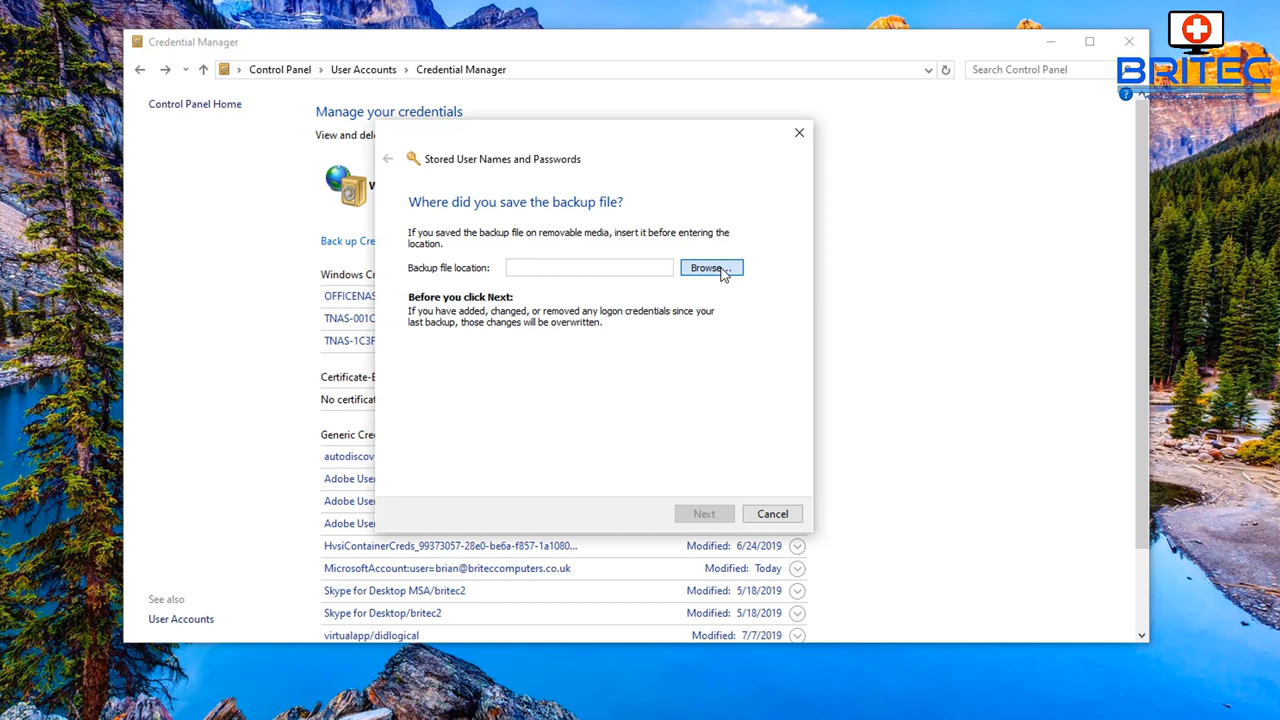 Credential Manager
Control Panel
User Accounts
Credential Manager
Search Control Panel
BRITEC
Control Panel Home
Manage your credentials
View and dele
Stored User Names and Passwords
Where did you save the backup file?
If you saved the backup file on removable media, insert it before entering the
location.
Backup file location:
Browse...
Before you click Next:
If you have added, changed, or removed any logon credentials since your
last backup, those changes will be overwritten.
Next
Cancel
W
Back up Cre
Windows Cr
OFFICENAS
TNAS-001C
TNAS-1C3F
Certificate-B
No certificat
Generic Cre
autodiscov
Adobe User
Adobe User
Adobe User
HvsiContainerCreds_99373057-28e0-be6a-f857-1a1080... Modified: 6/24/2019
MicrosoftAccount:user=brian@briteccomputers.co.uk Modified: Today
Skype for Desktop MSA/britec2 Modified: 5/18/2019
Skype for Desktop/britec2 Modified: 5/18/2019
virtualapp/didlogical Modified: 7/7/2019
See also
User Accounts